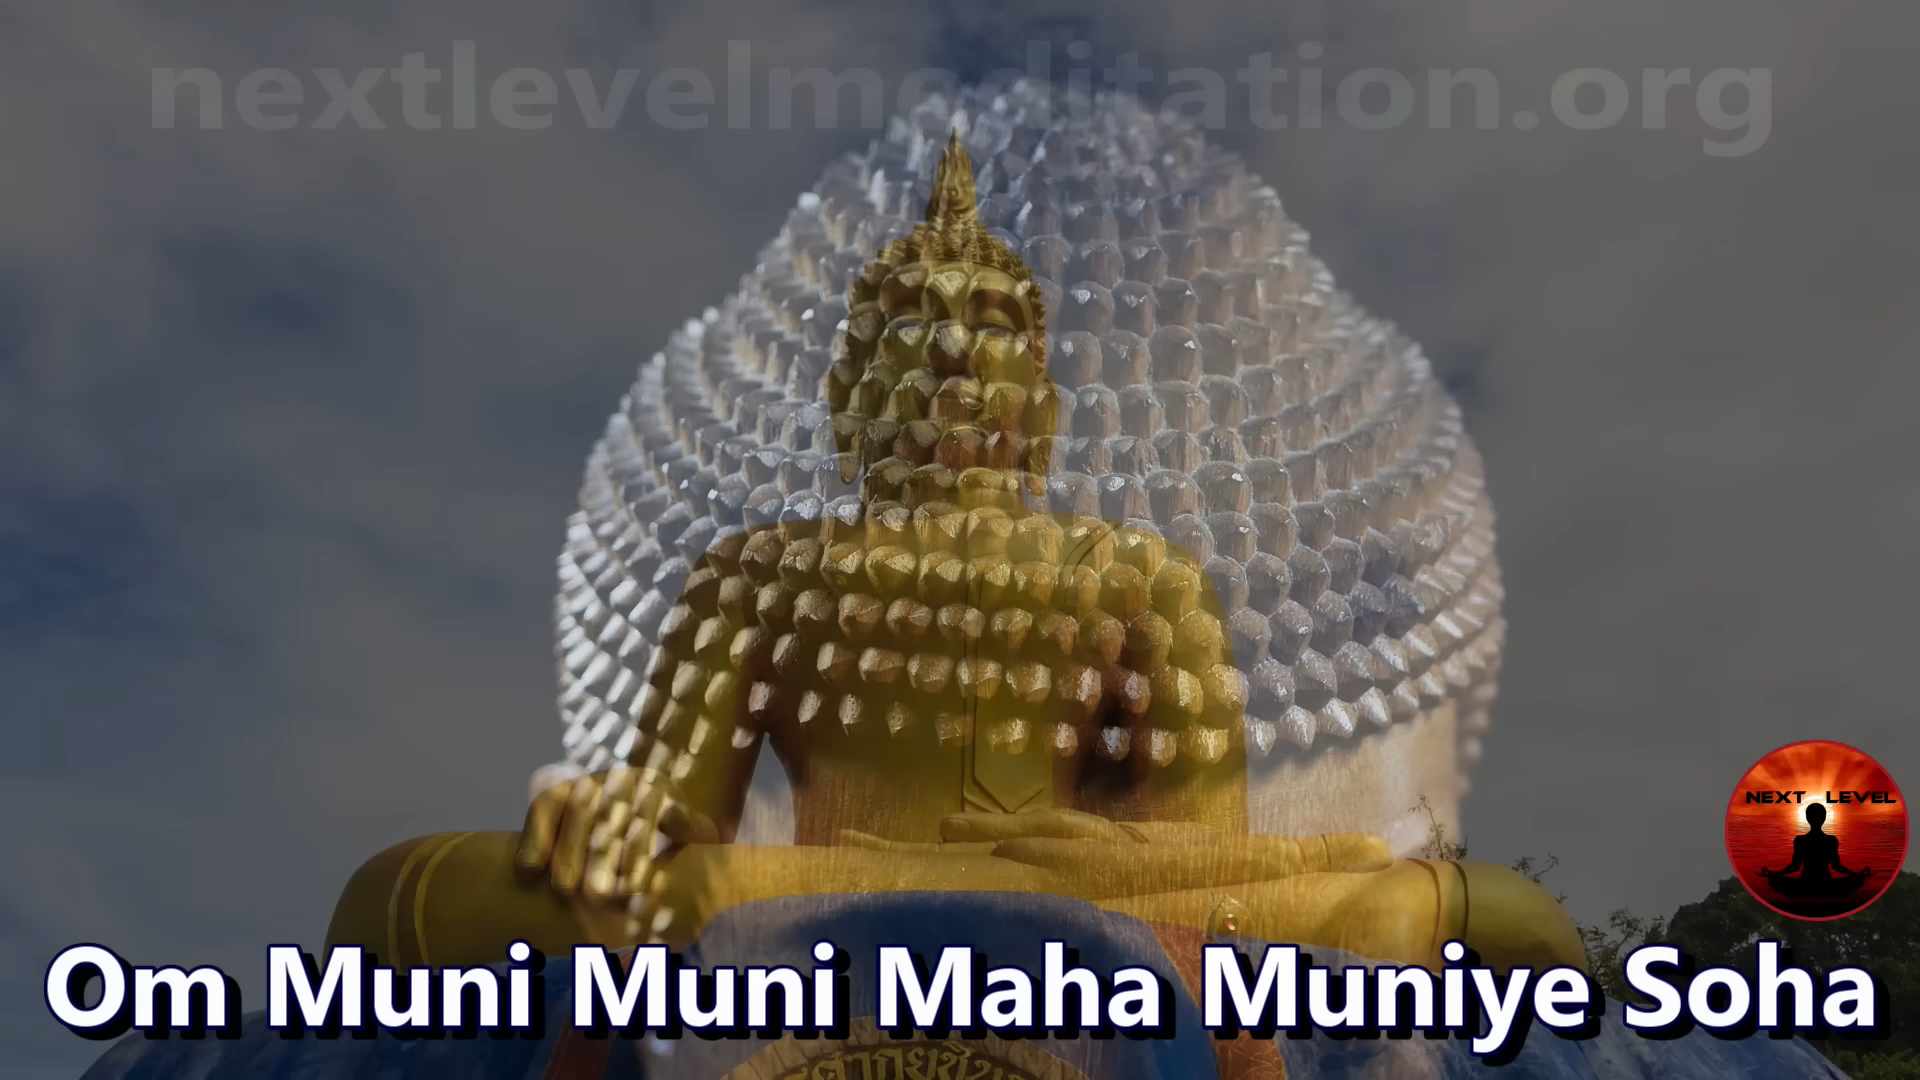 nextlevelmeditation.org
NEXT LEVEL
Om Muni Muni Maha Muniye Soha